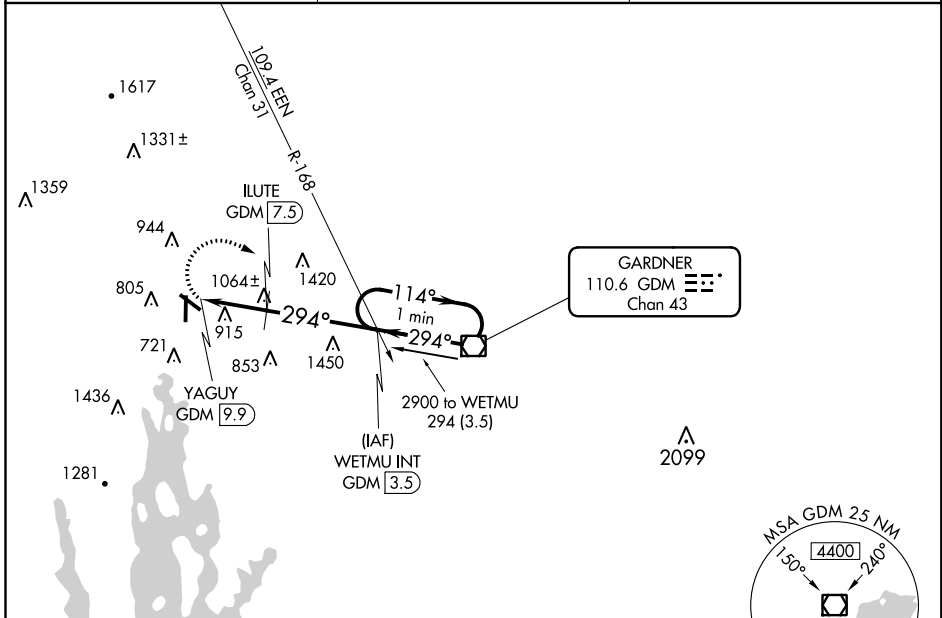 109.4 EEN
Chan 31
R-168
1617
1331±
1359
ILUTE
GDM 7.5
944
1420
1064±
805
294°
114°
1 min
294°
GARDNER
110.6 GDM
Chan 43
915
721
853
1450
YAGUY
GDM 9.9
2900 to WETMU
294 (3.5)
1436
(IAF)
WETMU INT
GDM 3.5
2099
1281
MSA GDM 25 NM
150°
4400
240°